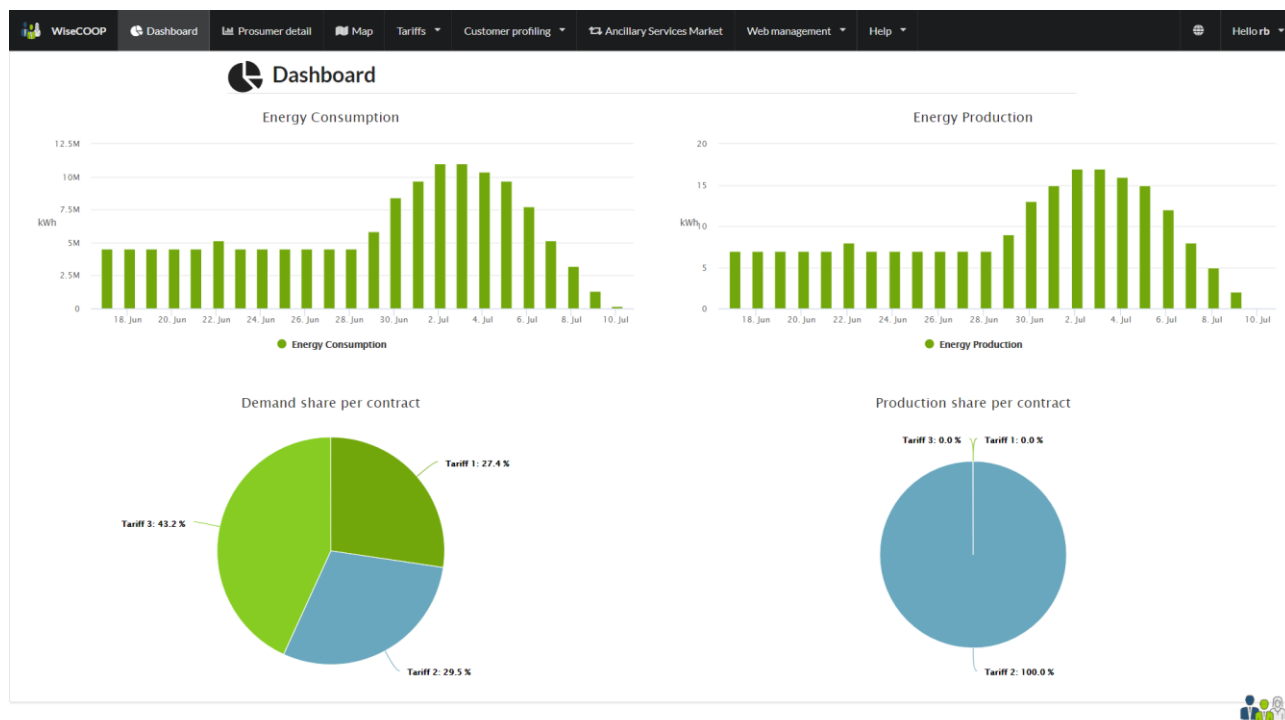 WiseCOOP Dashboard Prosumer detail Map Tariffs Customer profiling Ancillary Services Market Web management Help Hello rb
Dashboard
Energy Consumption
12.5M
10M
7.5M
kWh
5M
2.5M
0
18. Jun 20. Jun 22. Jun 24. Jun 26. Jun 28. Jun 30. Jun 2. Jul 4. Jul 6. Jul 8. Jul 10. Jul
Energy Consumption
Energy Production
20
15
kWh
10
5
0
18. Jun 20. Jun 22. Jun 24. Jun 26. Jun 28. Jun 30. Jun 2. Jul 4. Jul 6. Jul 8. Jul 10. Jul
Energy Production
Demand share per contract
Tariff 1: 27.4 %
Tariff 3: 43.2 %
Tariff 2: 29.5 %
Production share per contract
Tariff 3: 0.0 % Tariff 1: 0.0 %
Tariff 2: 100.0 %